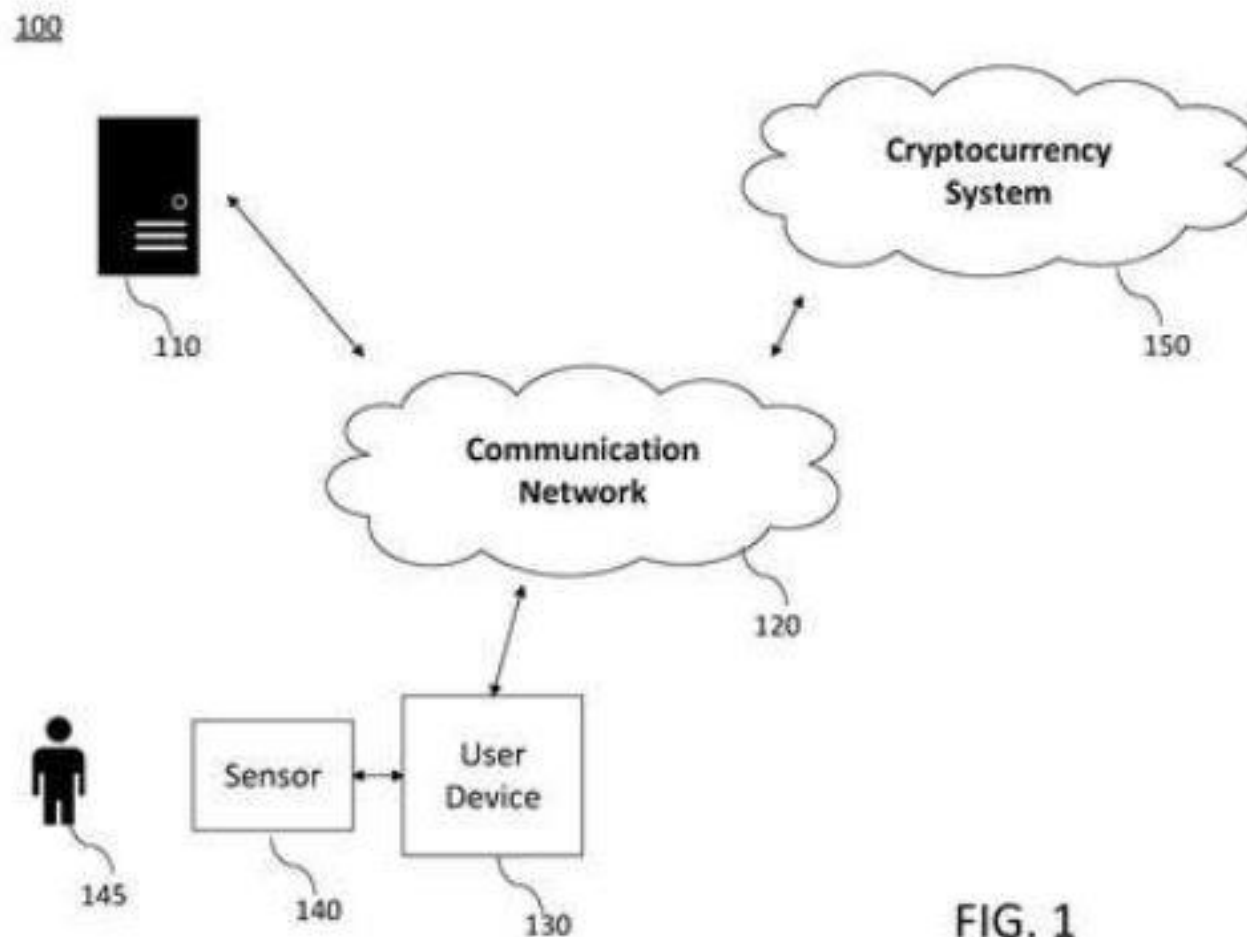 100
Cryptocurrency
System
110
150
Communication
Network
120
User
Device
Sensor
145
140
130
FIG. 1